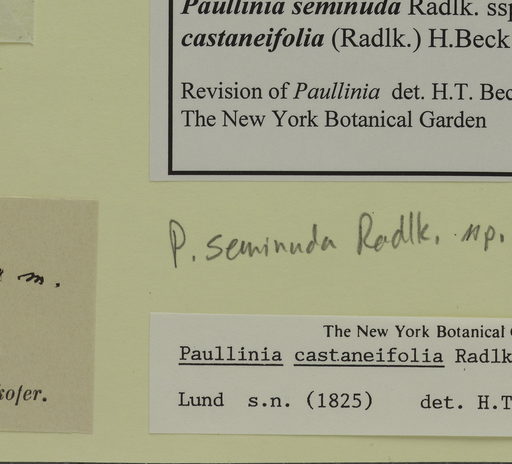 Paullinia seminuda Radlk. ssp
castaneifolia (Radlk.) H.Beck
Revision of Paullinia det. H.T. Bec
The New York Botanical Garden
P. seminuda Radlk. ssp.
m.
kofer.
The New York Botanical
Paullinia castaneifolia Radlk
Lund s.n. (1825) det. H.T